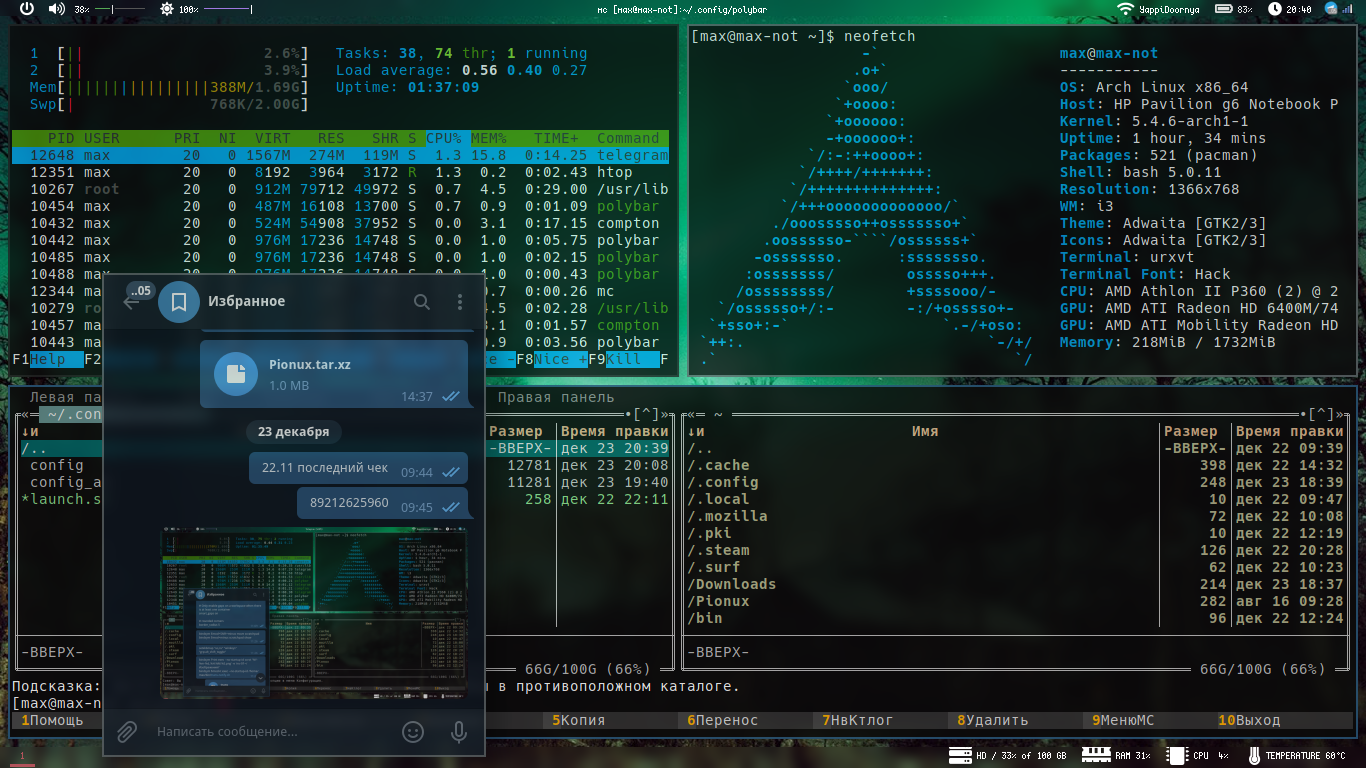 38% 100% mc [max@max-not]:~/.config/polybar YappiDoornya 83% 20:40
1 [|| 2.6%] Tasks: 38, 74 thr; 1 running
2 [|| 3.9%] Load average: 0.56 0.40 0.27
Mem[||||||||||||||||||388M/1.69G] Uptime: 01:37:09
Swp[| 768K/2.00G]
PID USER PRI NI VIRT RES SHR S CPU% MEM% TIME+ Command
12648 max 20 0 1567M 274M 119M S 1.3 15.8 0:14.25 telegram
12351 max 20 0 8192 3964 3172 R 1.3 0.2 0:02.43 htop
10267 root 20 0 912M 79712 49972 S 0.7 4.5 0:29.00 /usr/lib
10454 max 20 0 487M 16108 13700 S 0.7 0.9 0:01.09 polybar
10432 max 20 0 524M 54908 37952 S 0.0 3.1 0:17.15 compton
10442 max 20 0 976M 17236 14748 S 0.0 1.0 0:05.75 polybar
10485 max 20 0 976M 17236 14748 S 0.0 1.0 0:02.15 polybar
10488 max 20 0 976M 17236 14748 S 0.0 1.0 0:00.43 polybar
12344 max 0.7 0:00.26 mc
10279 ro 4.5 0:02.28 /usr/lib
10457 max 3.1 0:01.57 compton
10443 max 0.9 0:03.56 polybar
F1Help F2 -F8Nice +F9Kill F
[max@max-not ~]$ neofetch
max@max-not
-----------
OS: Arch Linux x86_64
Host: HP Pavilion g6 Notebook P
Kernel: 5.4.6-arch1-1
Uptime: 1 hour, 34 mins
Packages: 521 (pacman)
Shell: bash 5.0.11
Resolution: 1366x768
WM: i3
Theme: Adwaita [GTK2/3]
Icons: Adwaita [GTK2/3]
Terminal: urxvt
Terminal Font: Hack
CPU: AMD Athlon II P360 (2) @ 2
GPU: AMD ATI Radeon HD 6400M/74
GPU: AMD ATI Mobility Radeon HD
Memory: 218MiB / 1732MiB
..05
Избранное
Pionux.tar.xz
1.0 MB
14:37
23 декабря
22.11 последний чек 09:44
89212625960 09:45
Написать сообщение...
Левая пан Правая панель
~/.con
↓и Размер Время правки
/.. -ВВЕРХ- дек 23 20:39
config 12781 дек 23 20:08
config_a 11281 дек 23 19:40
*launch.s 258 дек 22 22:11
-ВВЕРХ-
66G/100G (66%)
~
↓и Имя Размер Время правки
/.. -ВВЕРХ- дек 22 09:39
/.cache 398 дек 22 14:32
/.config 248 дек 23 18:39
/.local 10 дек 22 09:47
/.mozilla 72 дек 22 10:08
/.pki 10 дек 22 12:19
/.steam 126 дек 22 20:28
/.surf 62 дек 22 10:23
/Downloads 214 дек 23 18:37
/Pionux 282 авг 16 09:28
/bin 96 дек 22 12:24
-ВВЕРХ-
66G/100G (66%)
Подсказка: в противоположном каталоге.
[max@max-n
1Помощь 5Копия 6Перенос 7НвКтлог 8Удалить 9МенюМС 10Выход
1 HD / 33% of 100 GB RAM 31% CPU 4% TEMPERATURE 60°C